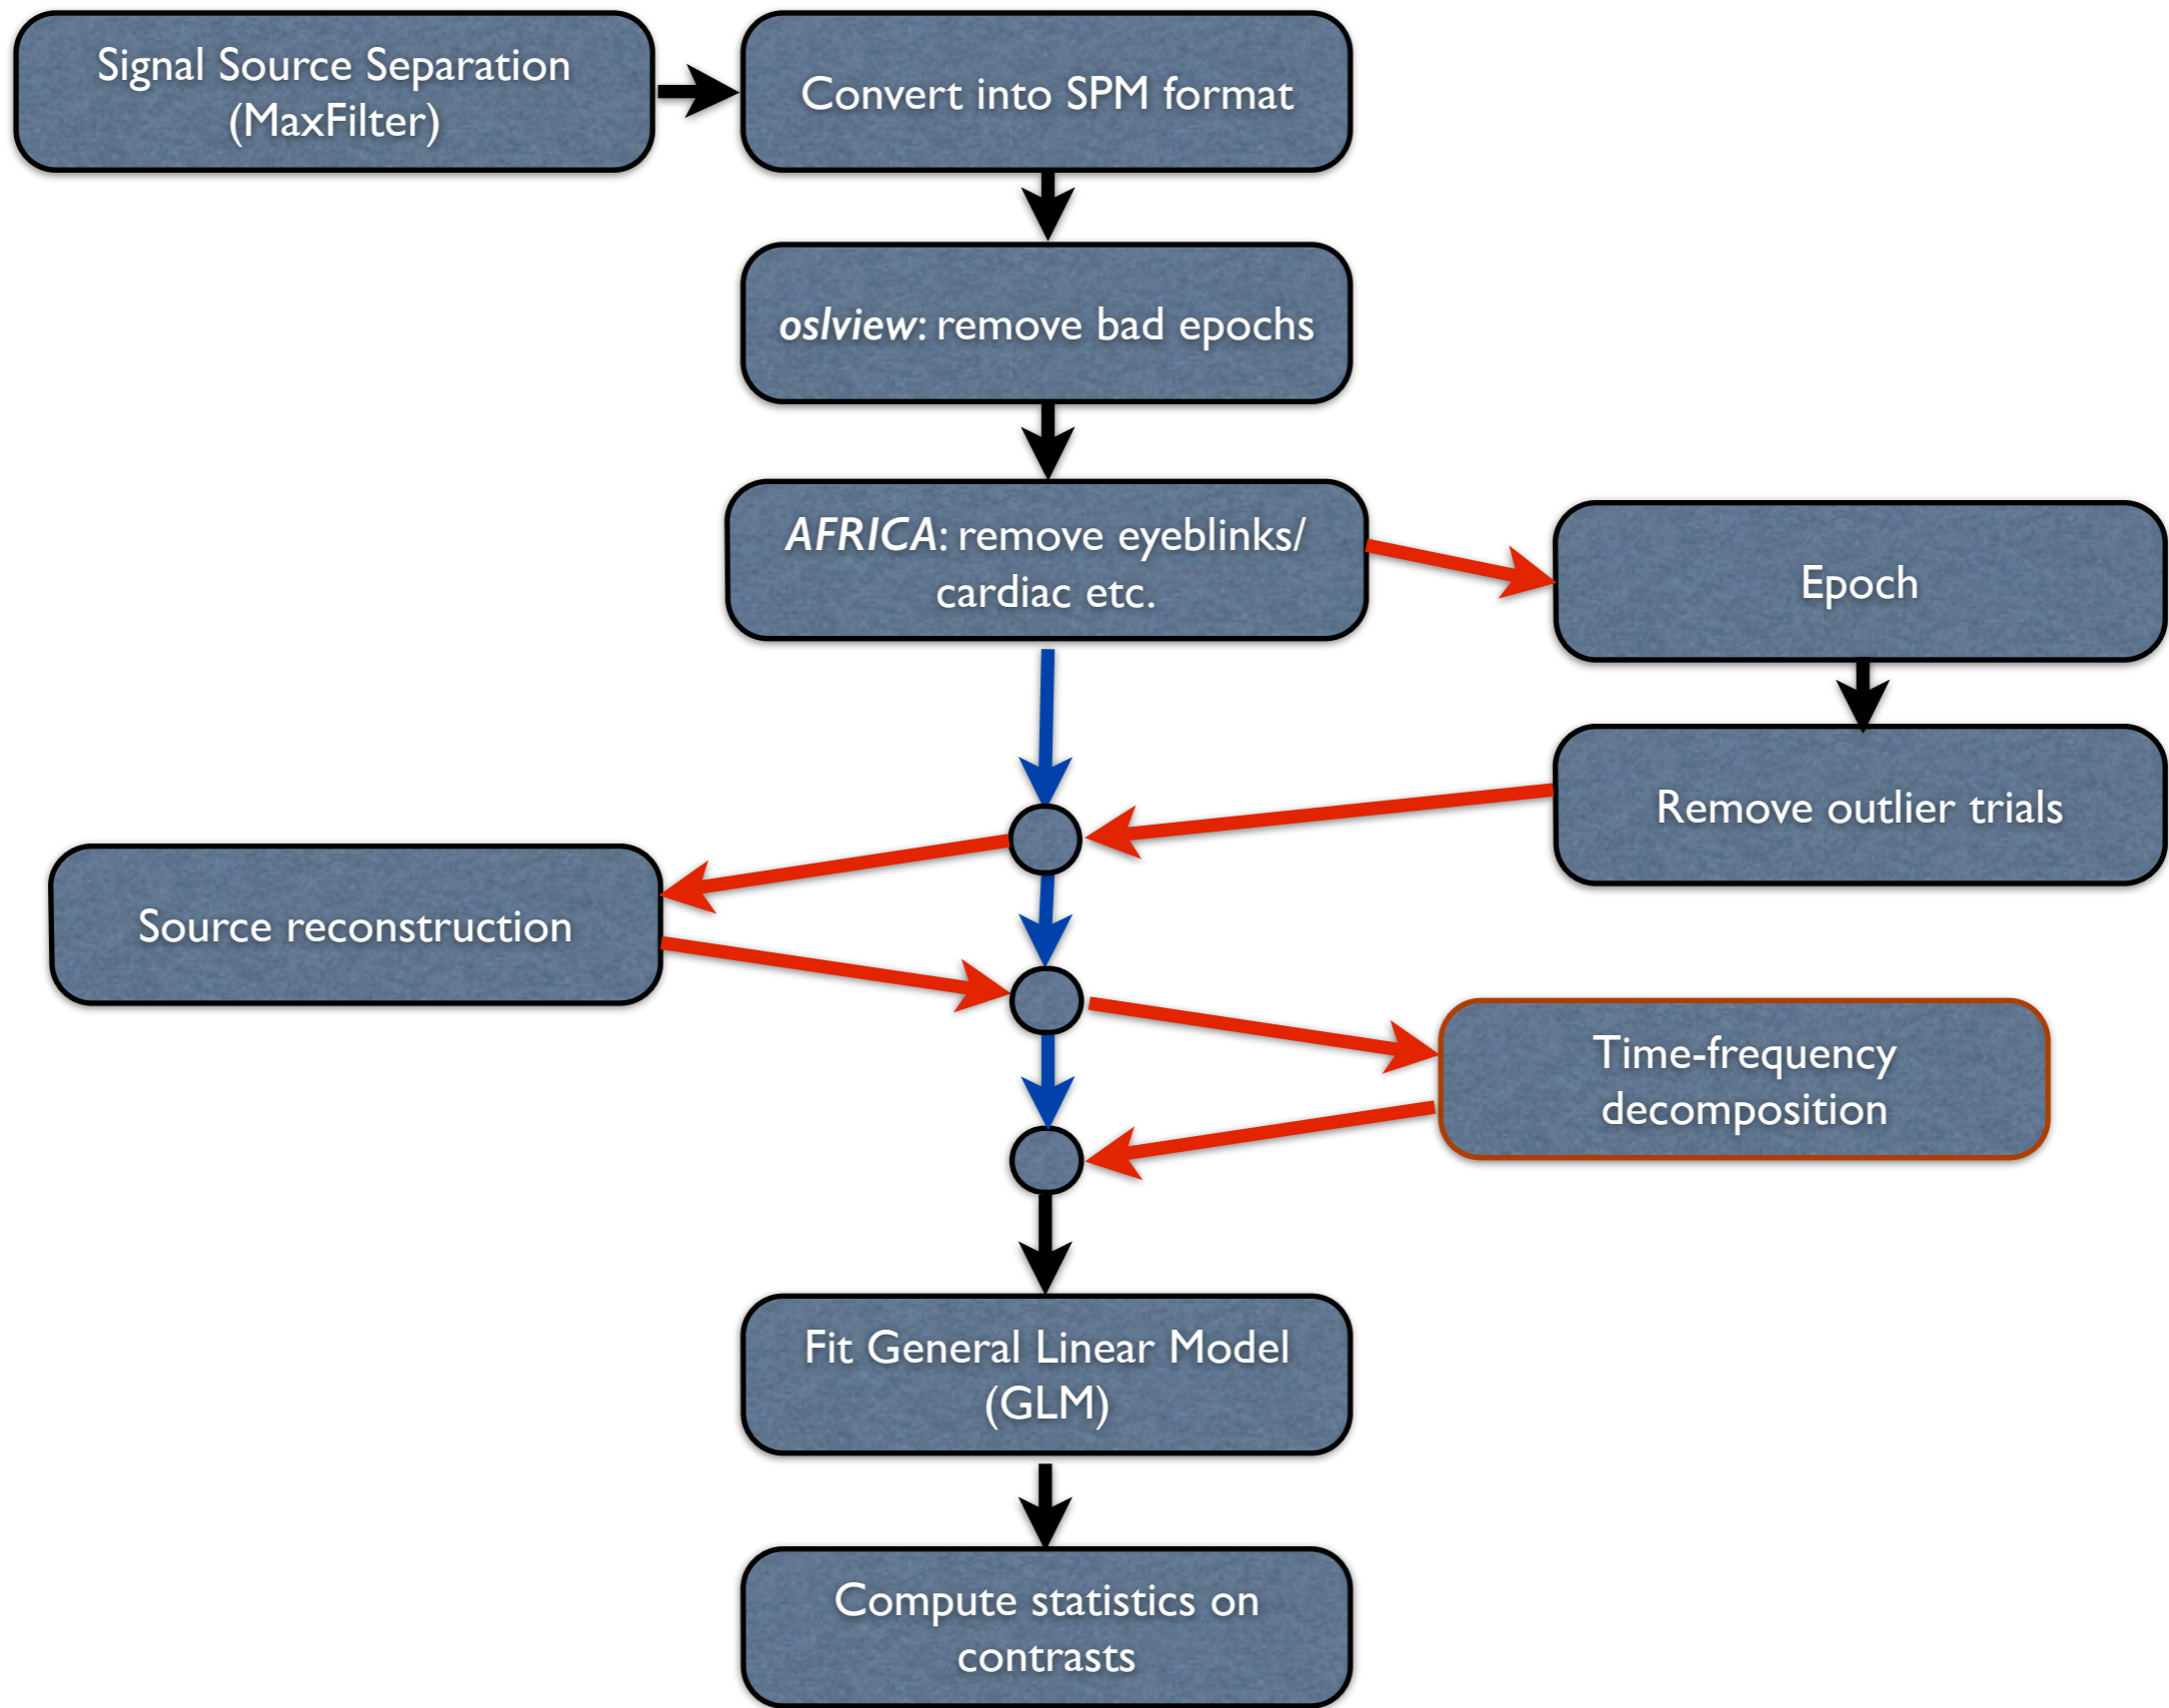 Signal Source Separation
(MaxFilter)
Convert into SPM format
oslview: remove bad epochs
AFRICA: remove eyeblinks/
cardiac etc.
Epoch
Remove outlier trials
Source reconstruction
Time-frequency
decomposition
Fit General Linear Model
(GLM)
Compute statistics on
contrasts